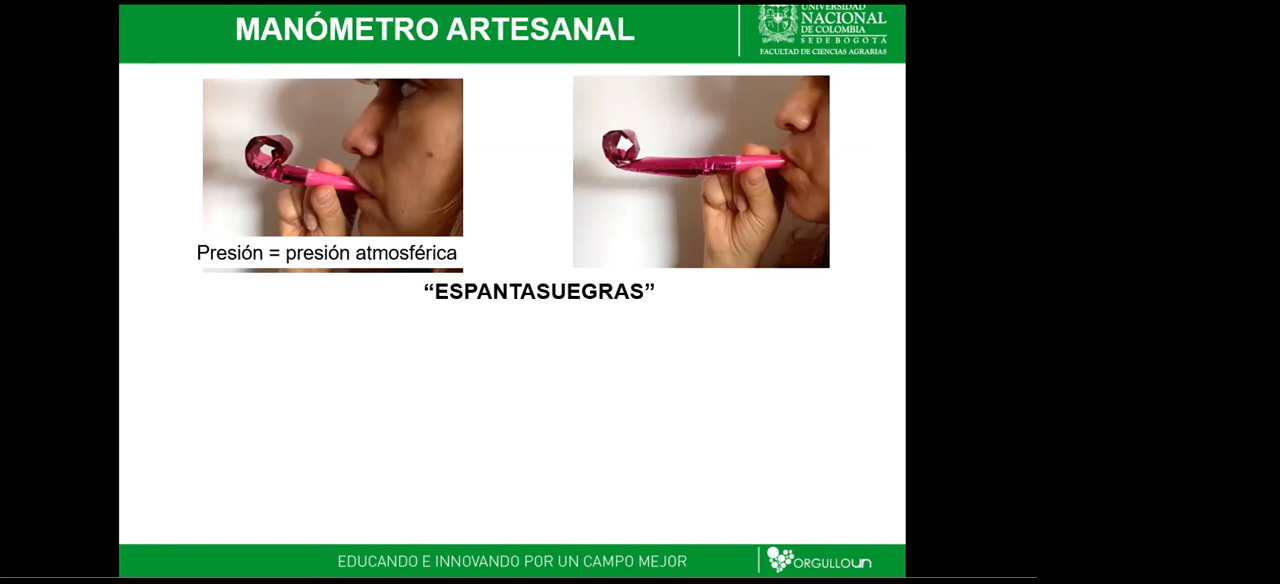 MANÓMETRO ARTESANAL
UNIVERSIDAD
NACIONAL
DE COLOMBIA
SEDE BOGOTÁ
FACULTAD DE CIENCIAS AGRARIAS
Presión = presión atmosférica
“ESPANTASUEGRAS”
EDUCANDO E INNOVANDO POR UN CAMPO MEJOR
ORGULLOUN